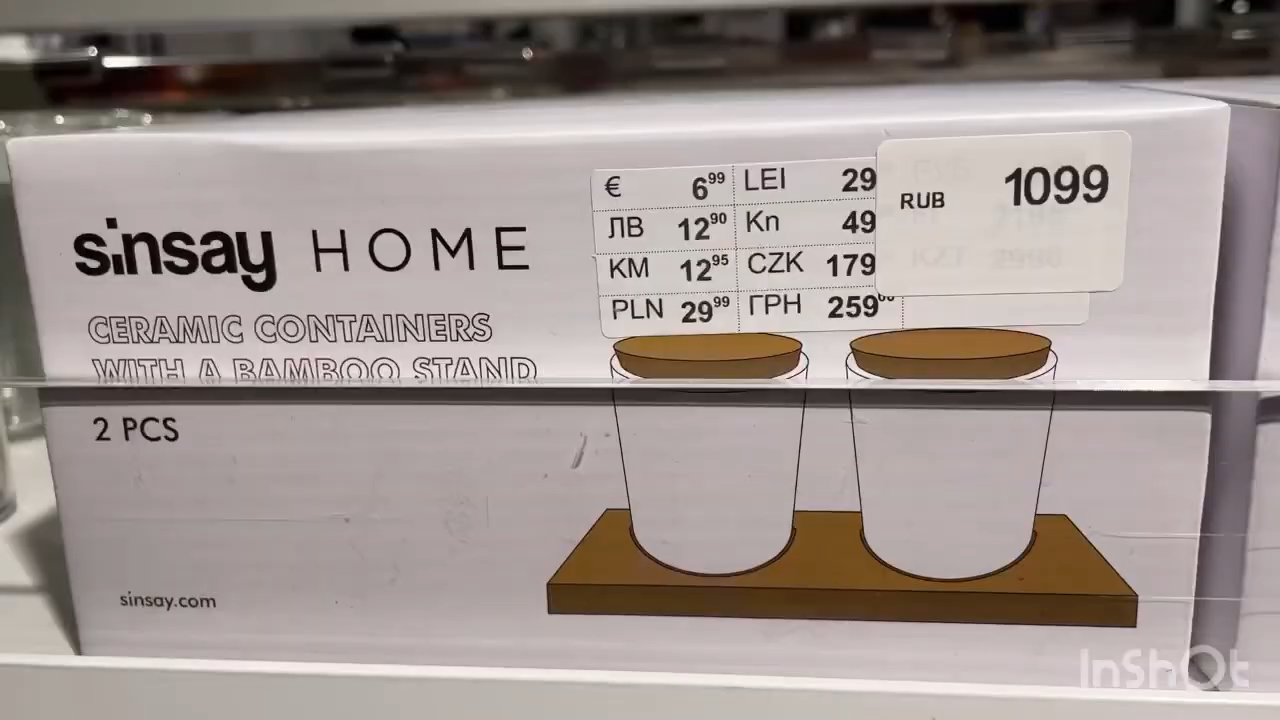 sinsay HOME
CERAMIC CONTAINERS
WITH A BAMBOO STAND
2 PCS
sinsay.com
€ 6⁹⁹ LEI 29
ЛВ 12⁹⁰ Kn 49
KM 12⁹⁵ CZK 179
PLN 29⁹⁹ ГРН 259⁰⁰
RUB 1099
InShOt